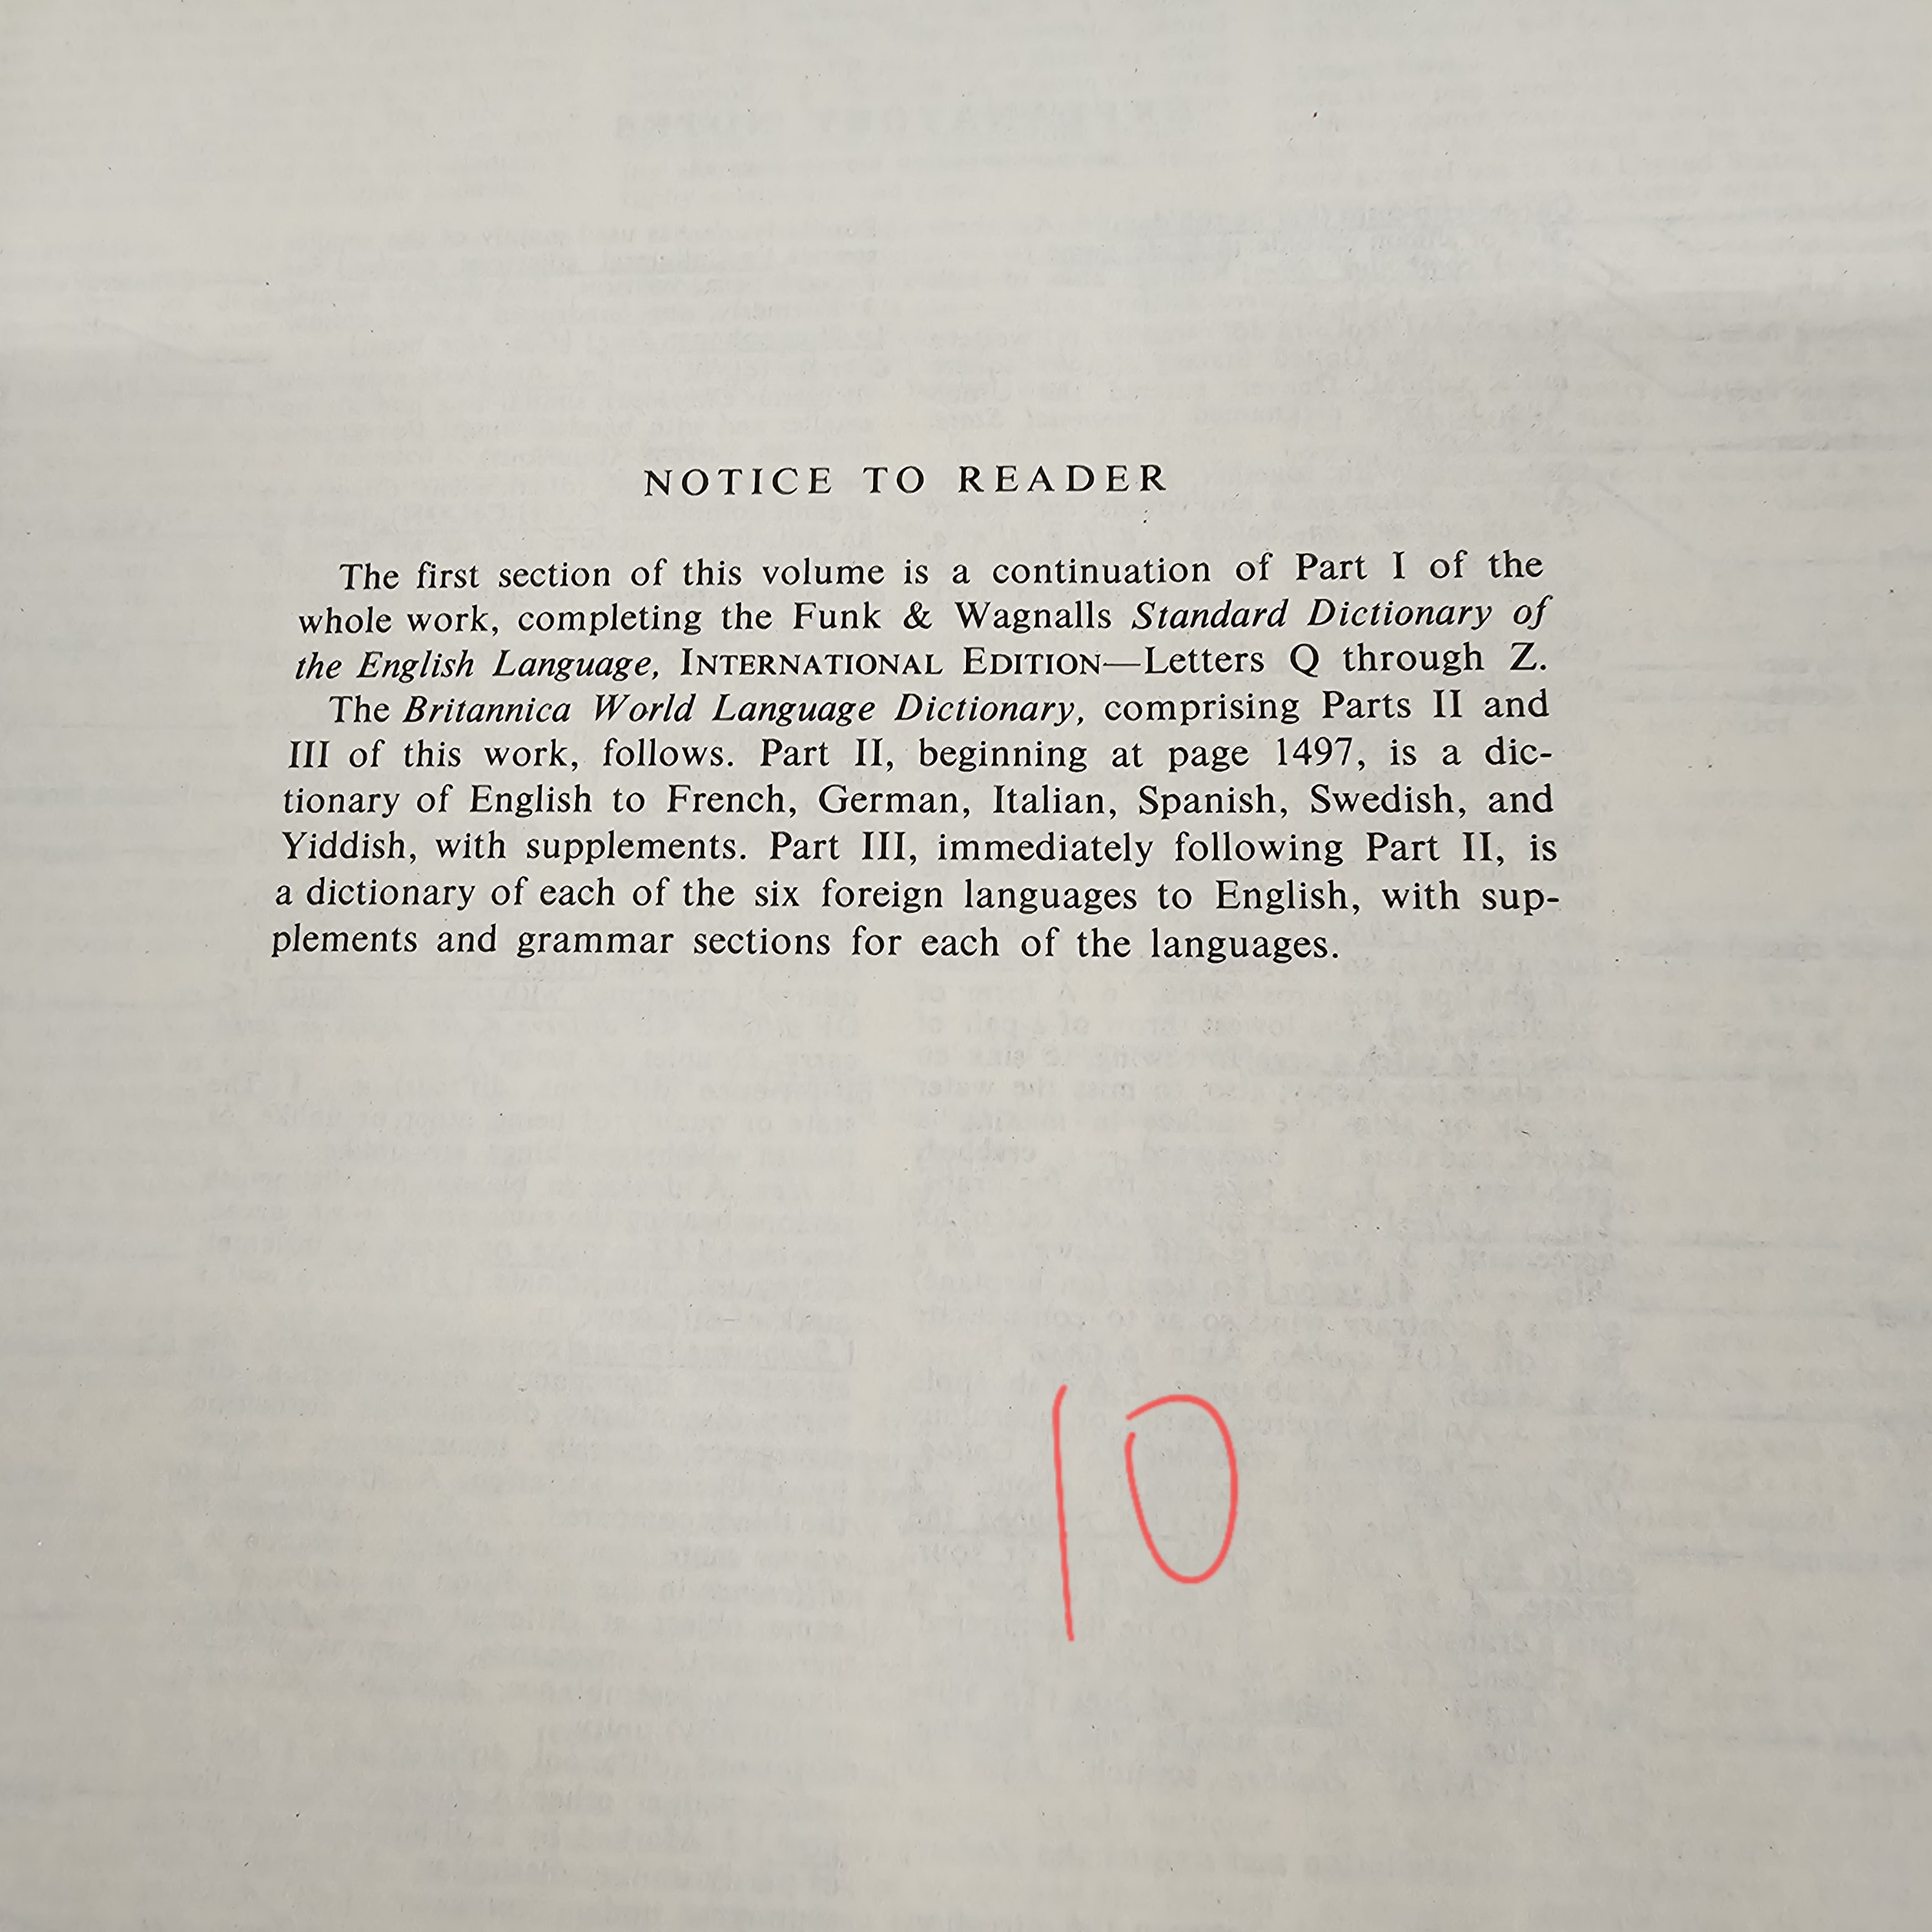 NOTICE TO READER
The first section of this volume is a continuation of Part I of the
whole work, completing the Funk & Wagnalls Standard Dictionary of
the English Language, INTERNATIONAL EDITION—Letters Q through Z.
The Britannica World Language Dictionary, comprising Parts II and
III of this work, follows. Part II, beginning at page 1497, is a dic-
tionary of English to French, German, Italian, Spanish, Swedish, and
Yiddish, with supplements. Part III, immediately following Part II, is
a dictionary of each of the six foreign languages to English, with sup-
plements and grammar sections for each of the languages.
10